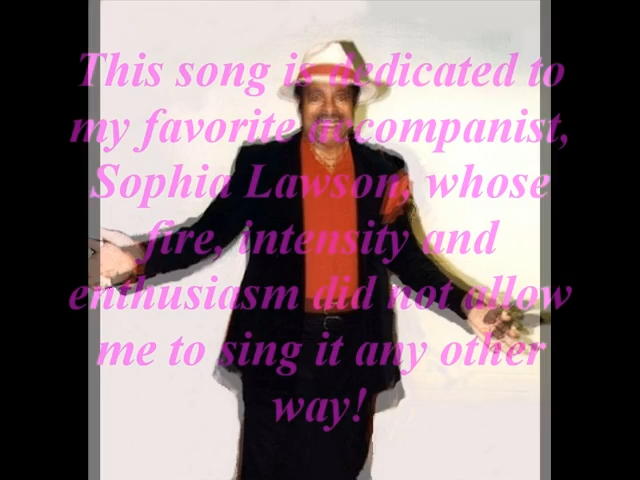 This song is dedicated to
my favorite accompanist,
Sophia Lawson, whose
fire, intensity and
enthusiasm did not allow
me to sing it any other
way!